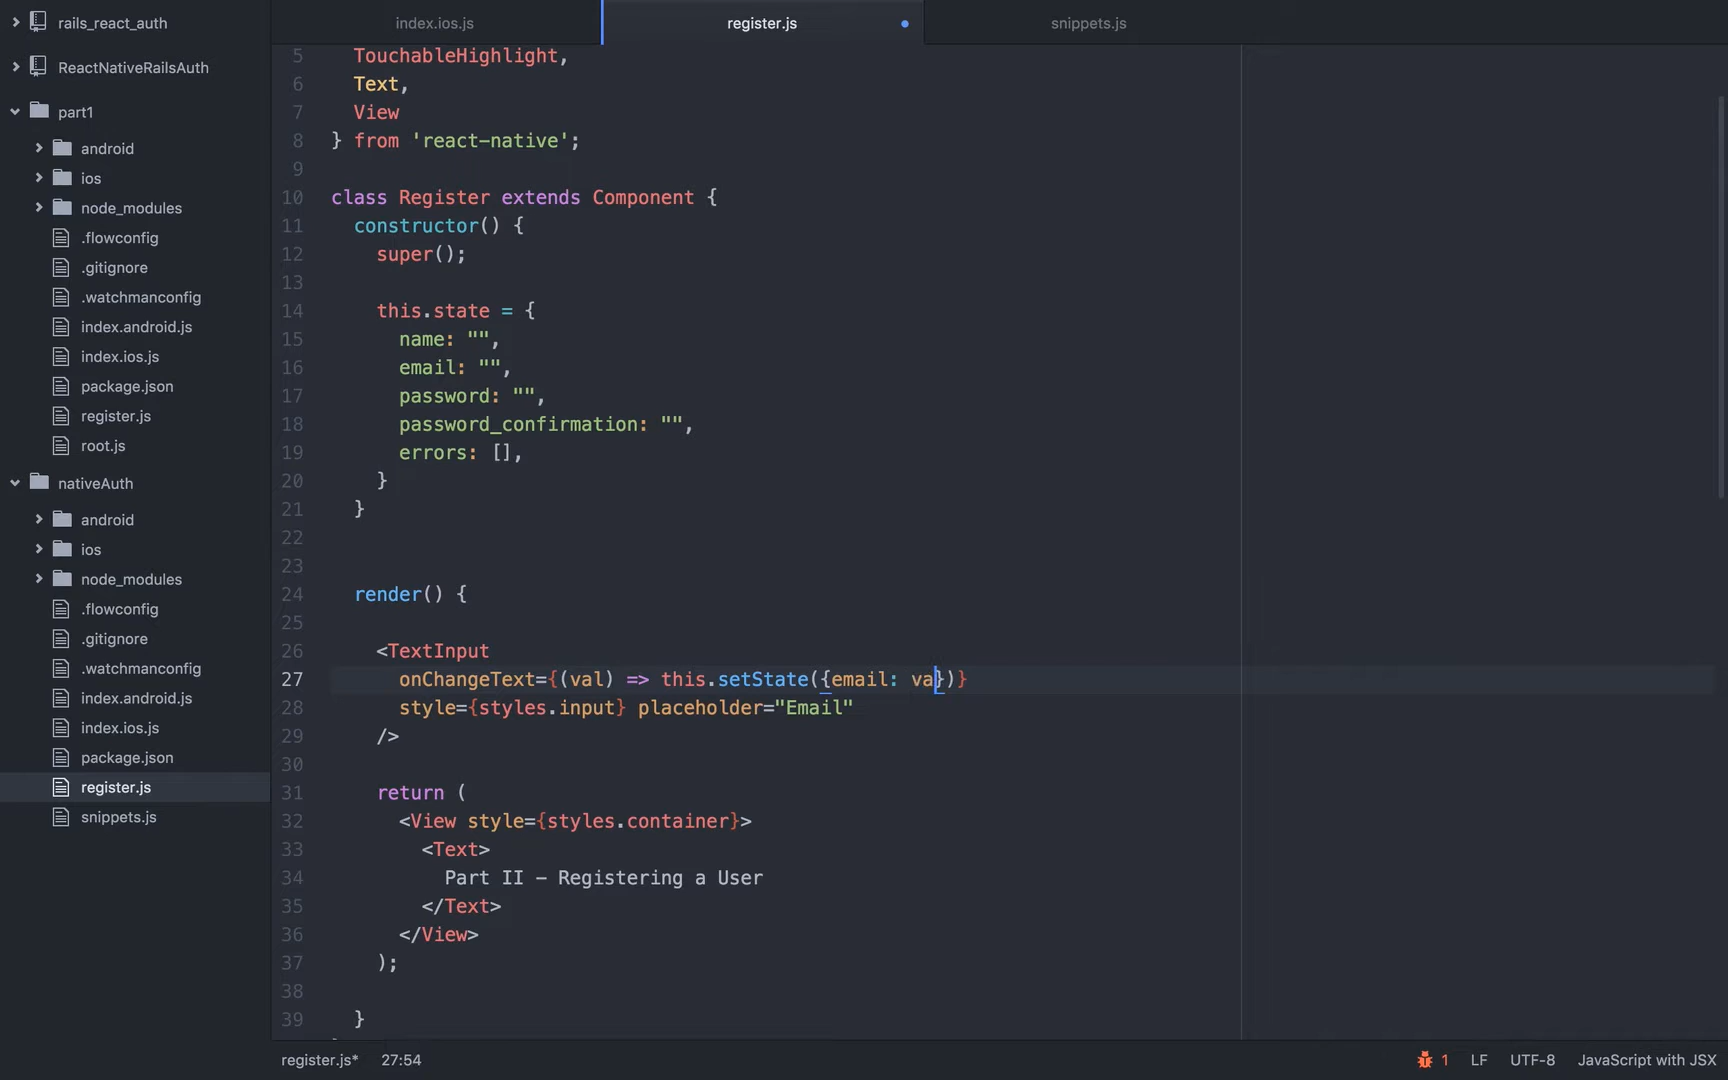 rails_react_auth
ReactNativeRailsAuth
part1
android
ios
node_modules
.flowconfig
.gitignore
.watchmanconfig
index.android.js
index.ios.js
package.json
register.js
root.js
nativeAuth
android
ios
node_modules
.flowconfig
.gitignore
.watchmanconfig
index.android.js
index.ios.js
package.json
register.js
snippets.js
index.ios.js register.js snippets.js
5 TouchableHighlight,
6 Text,
7 View
8 } from 'react-native';
9
10 class Register extends Component {
11 constructor() {
12 super();
13
14 this.state = {
15 name: "",
16 email: "",
17 password: "",
18 password_confirmation: "",
19 errors: [],
20 }
21 }
22
23
24 render() {
25
26 <TextInput
27 onChangeText={(val) => this.setState({email: va})}
28 style={styles.input} placeholder="Email"
29 />
30
31 return (
32 <View style={styles.container}>
33 <Text>
34 Part II - Registering a User
35 </Text>
36 </View>
37 );
38
39 }
register.js* 27:54 1 LF UTF-8 JavaScript with JSX